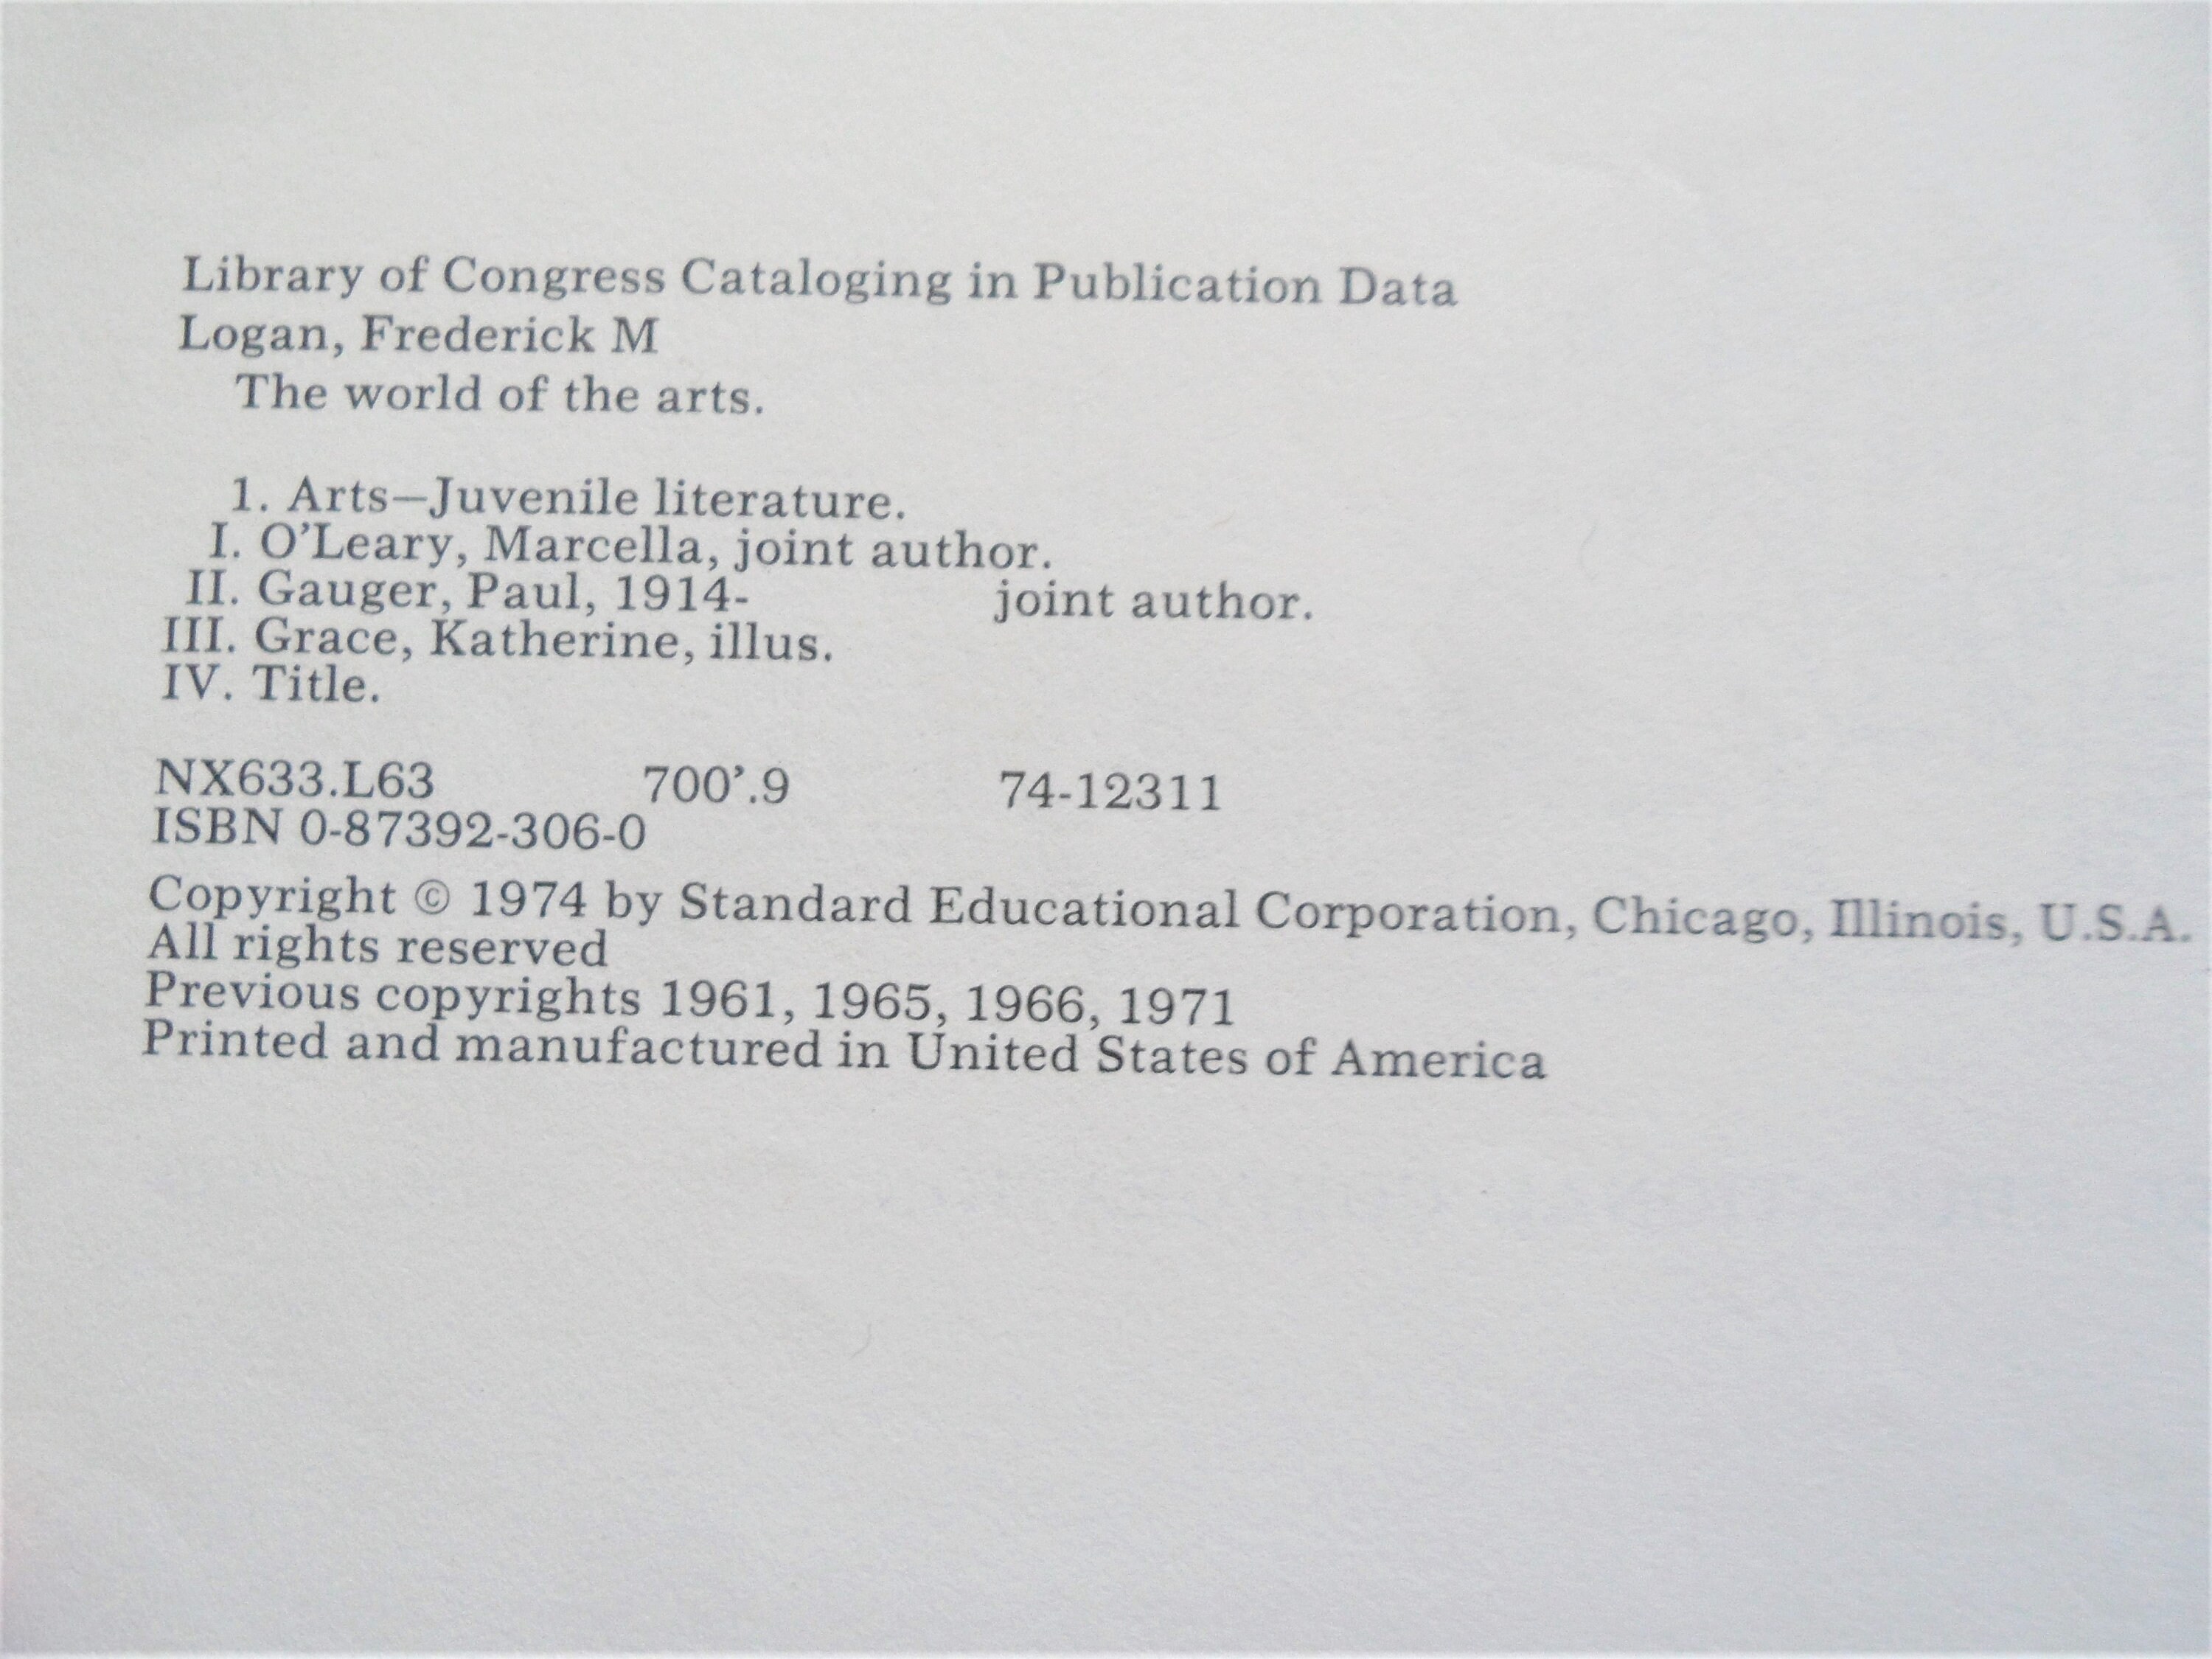 Library of Congress Cataloging in Publication Data
Logan, Frederick M
The world of the arts.
1. Arts—Juvenile literature.
I. O’Leary, Marcella, joint author.
II. Gauger, Paul, 1914- joint author.
III. Grace, Katherine, illus.
IV. Title.
NX633.L63 700’.9 74-12311
ISBN 0-87392-306-0
Copyright © 1974 by Standard Educational Corporation, Chicago, Illinois, U.S.A.
All rights reserved
Previous copyrights 1961, 1965, 1966, 1971
Printed and manufactured in United States of America